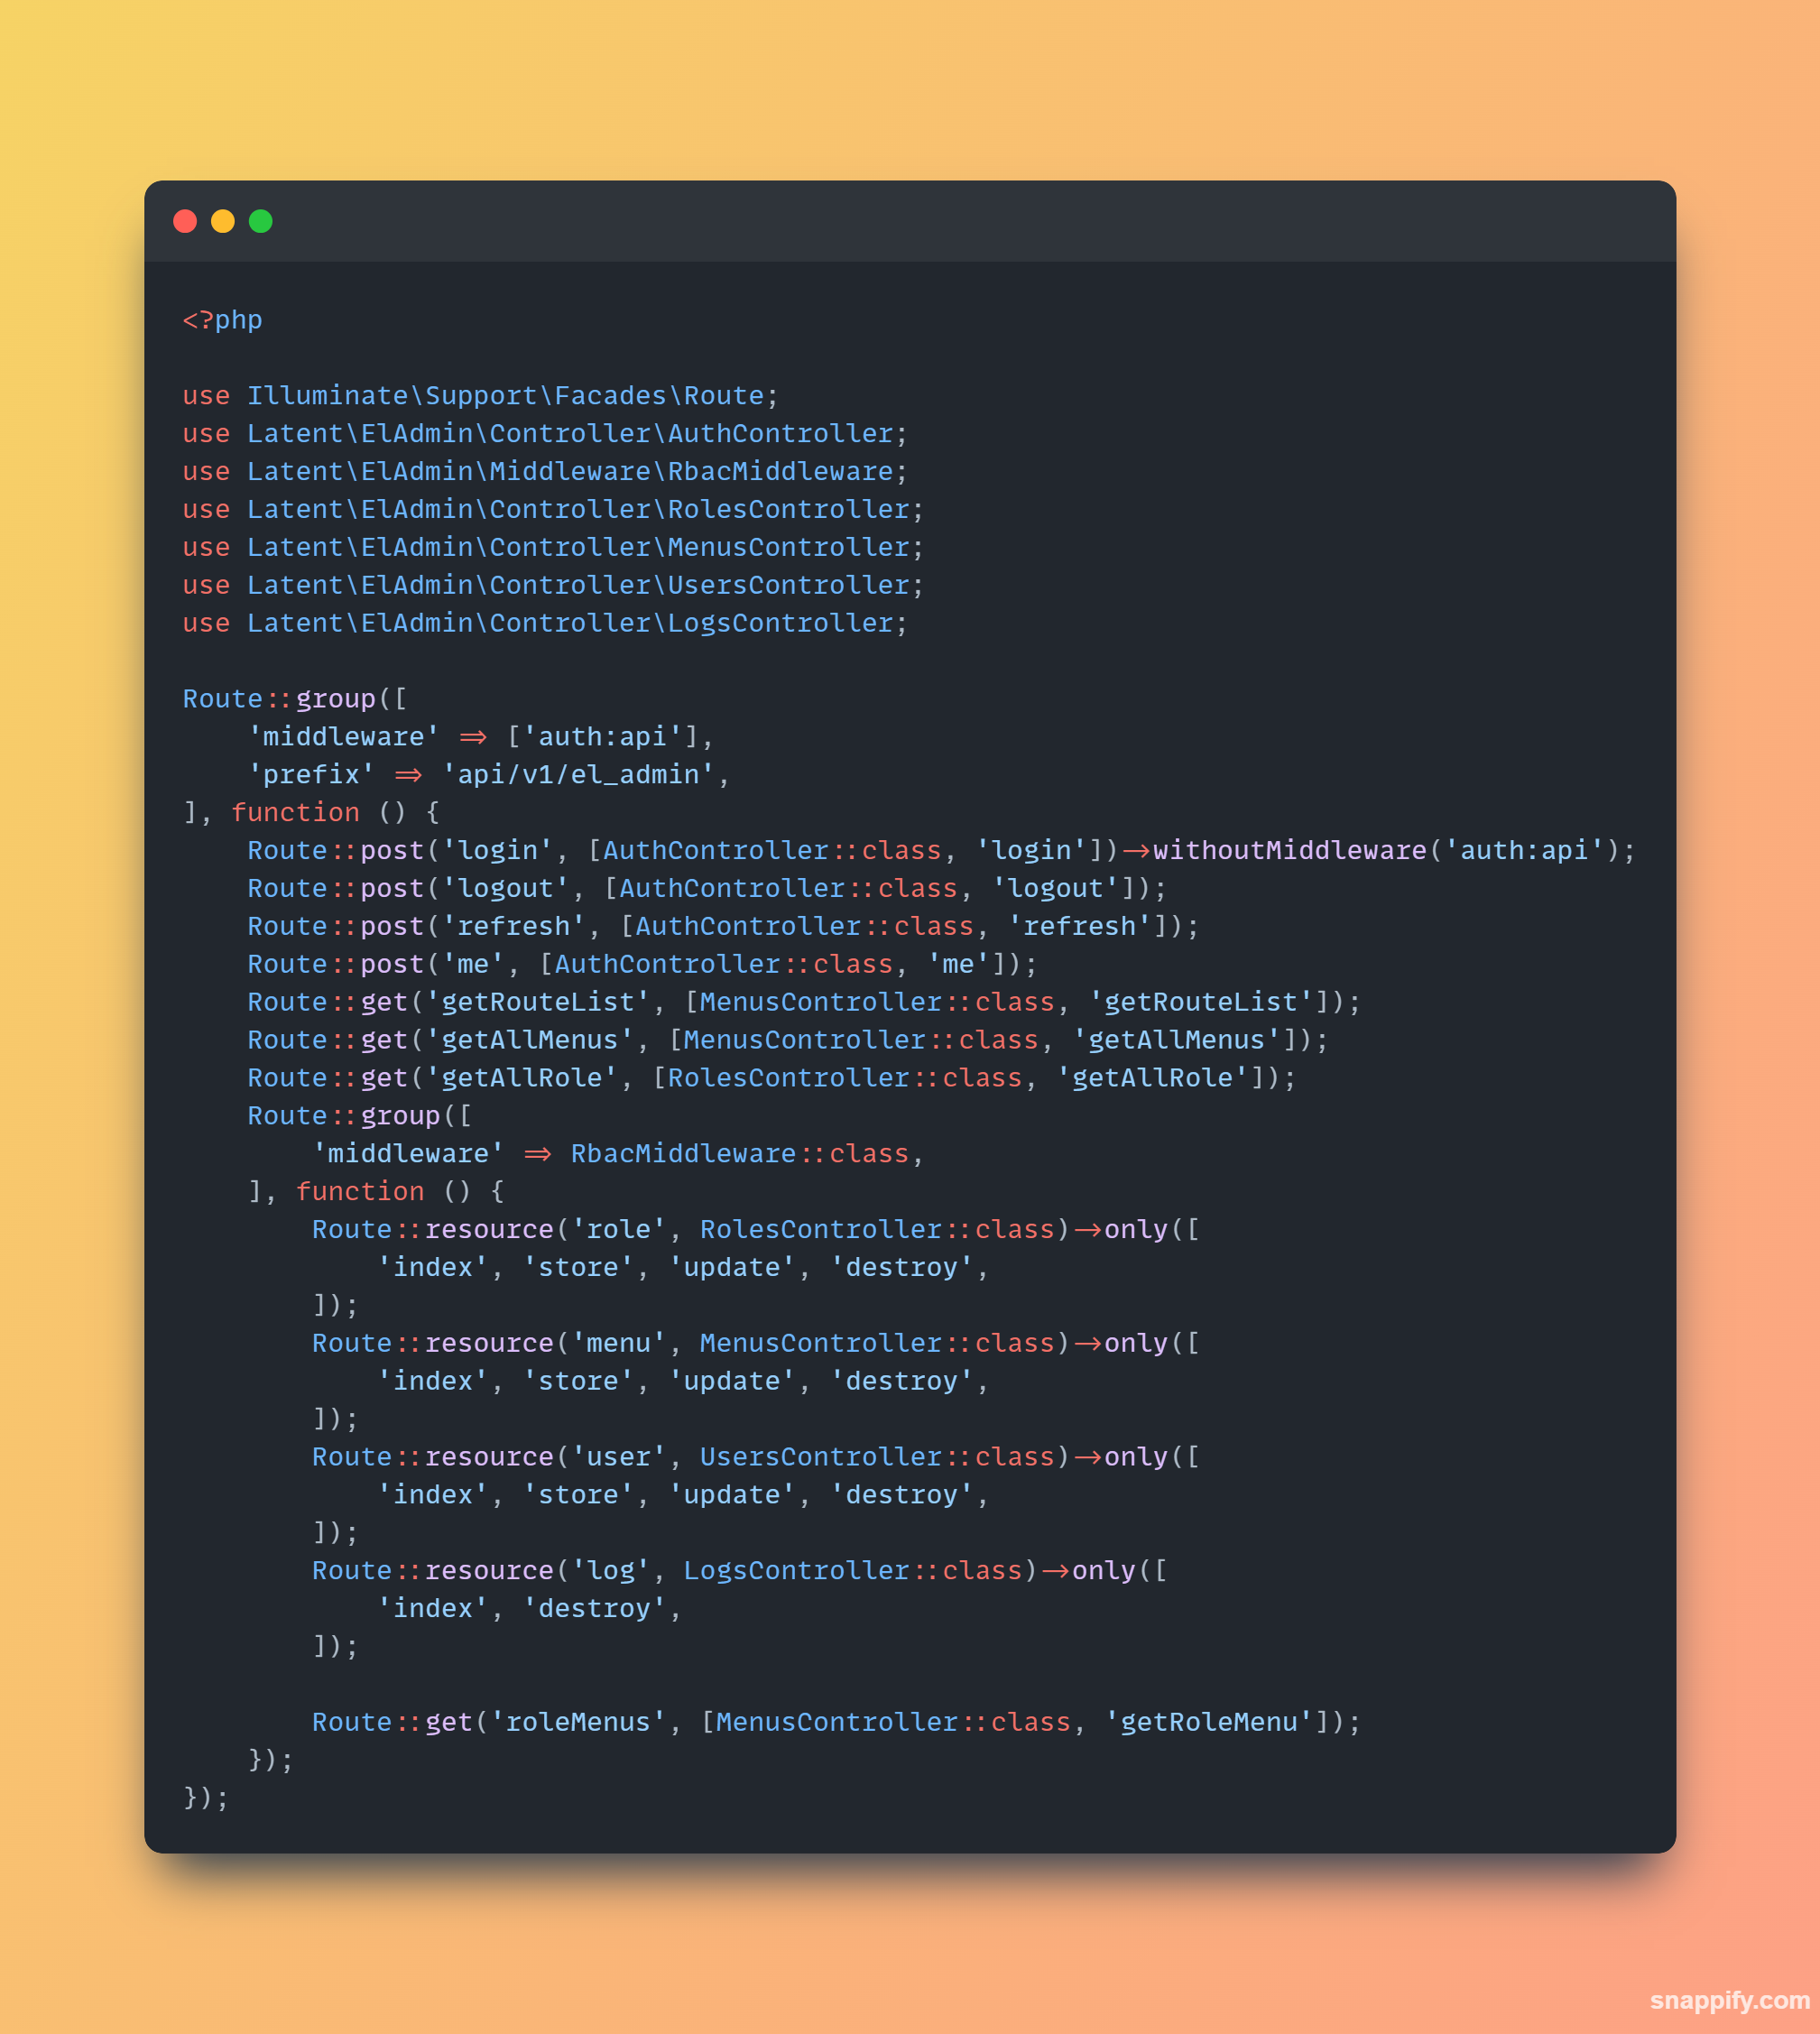 <?php

use Illuminate\Support\Facades\Route;
use Latent\ElAdmin\Controller\AuthController;
use Latent\ElAdmin\Middleware\RbacMiddleware;
use Latent\ElAdmin\Controller\RolesController;
use Latent\ElAdmin\Controller\MenusController;
use Latent\ElAdmin\Controller\UsersController;
use Latent\ElAdmin\Controller\LogsController;

Route::group([
    'middleware' => ['auth:api'],
    'prefix' => 'api/v1/el_admin',
], function () {
    Route::post('login', [AuthController::class, 'login'])->withoutMiddleware('auth:api');
    Route::post('logout', [AuthController::class, 'logout']);
    Route::post('refresh', [AuthController::class, 'refresh']);
    Route::post('me', [AuthController::class, 'me']);
    Route::get('getRouteList', [MenusController::class, 'getRouteList']);
    Route::get('getAllMenus', [MenusController::class, 'getAllMenus']);
    Route::get('getAllRole', [RolesController::class, 'getAllRole']);
    Route::group([
        'middleware' => RbacMiddleware::class,
    ], function () {
        Route::resource('role', RolesController::class)->only([
            'index', 'store', 'update', 'destroy',
        ]);
        Route::resource('menu', MenusController::class)->only([
            'index', 'store', 'update', 'destroy',
        ]);
        Route::resource('user', UsersController::class)->only([
            'index', 'store', 'update', 'destroy',
        ]);
        Route::resource('log', LogsController::class)->only([
            'index', 'destroy',
        ]);

        Route::get('roleMenus', [MenusController::class, 'getRoleMenu']);
    });
});
snappify.com